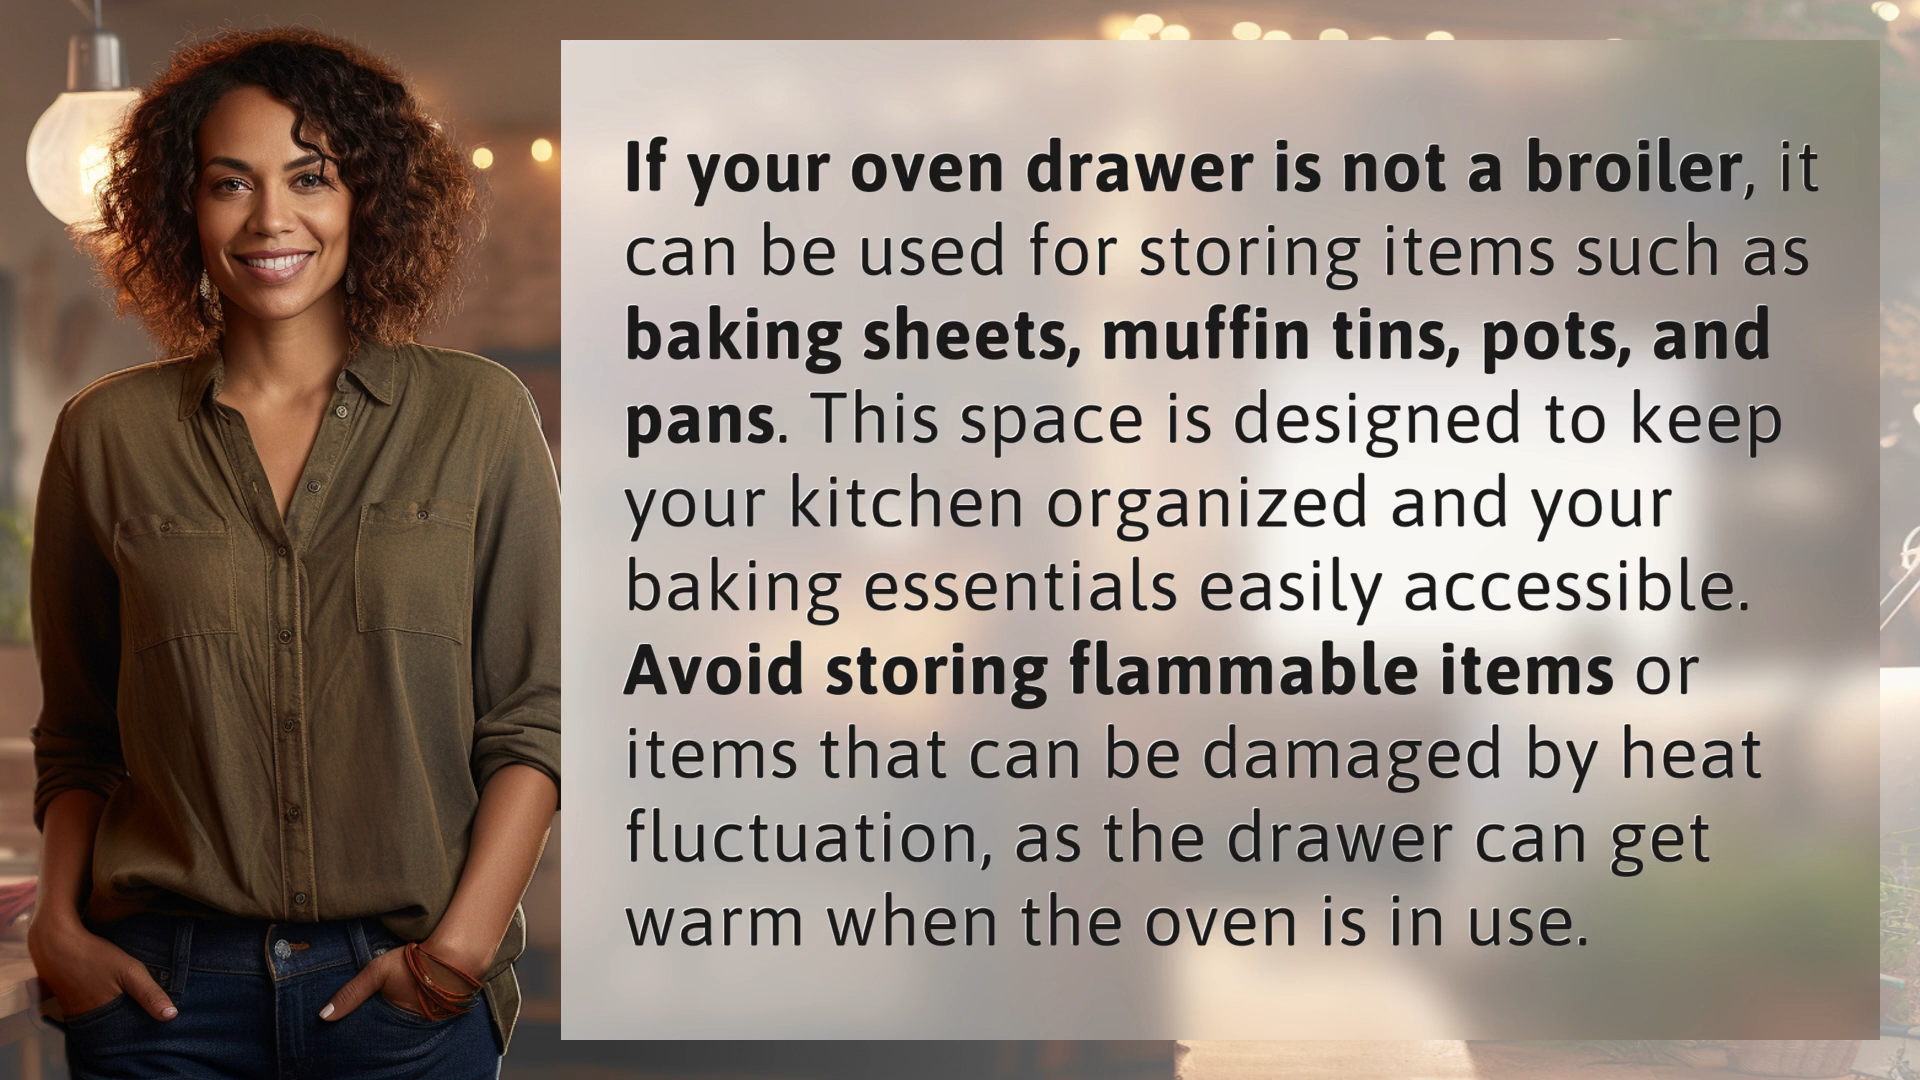 If your oven drawer is not a broiler, it
can be used for storing items such as
baking sheets, muffin tins, pots, and
pans. This space is designed to keep
your kitchen organized and your
baking essentials easily accessible.
Avoid storing flammable items or
items that can be damaged by heat
fluctuation, as the drawer can get
warm when the oven is in use.